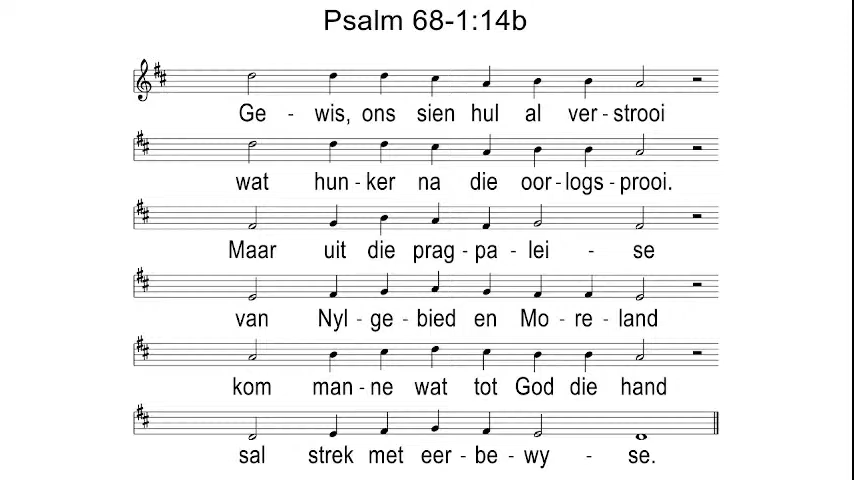 Psalm 68-1:14b
Ge - wis, ons sien hul al ver - strooi
wat hun - ker na die oor - logs - prooi.
Maar uit die prag - pa - lei - se
van Nyl - ge - bied en Mo - re - land
kom man - ne wat tot God die hand
sal strek met eer - be - wy - se.